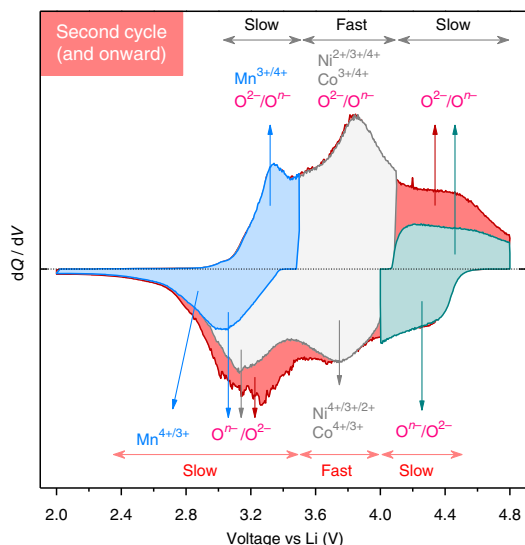 Second cycle
(and onward)
Slow
Fast
Slow
Mn³⁺/⁴⁺
O²⁻/Oⁿ⁻
Ni²⁺/³⁺/⁴⁺
Co³⁺/⁴⁺
O²⁻/Oⁿ⁻
O²⁻/Oⁿ⁻
dQ / dV
Mn⁴⁺/³⁺
Oⁿ⁻/O²⁻
Ni⁴⁺/³⁺/²⁺
Co⁴⁺/³⁺
Oⁿ⁻/O²⁻
Slow
Fast
Slow
2.0 2.4 2.8 3.2 3.6 4.0 4.4 4.8
Voltage vs Li (V)